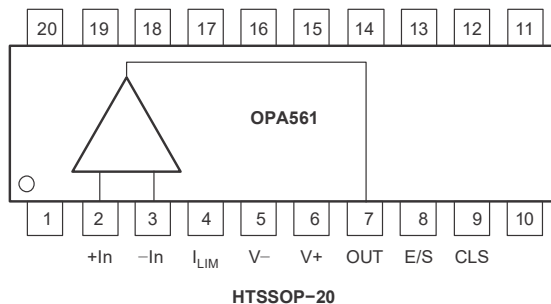 20 19 18 17 16 15 14 13 12 11
OPA561
1 2 3 4 5 6 7 8 9 10
+In −In I_LIM V− V+ OUT E/S CLS
HTSSOP−20